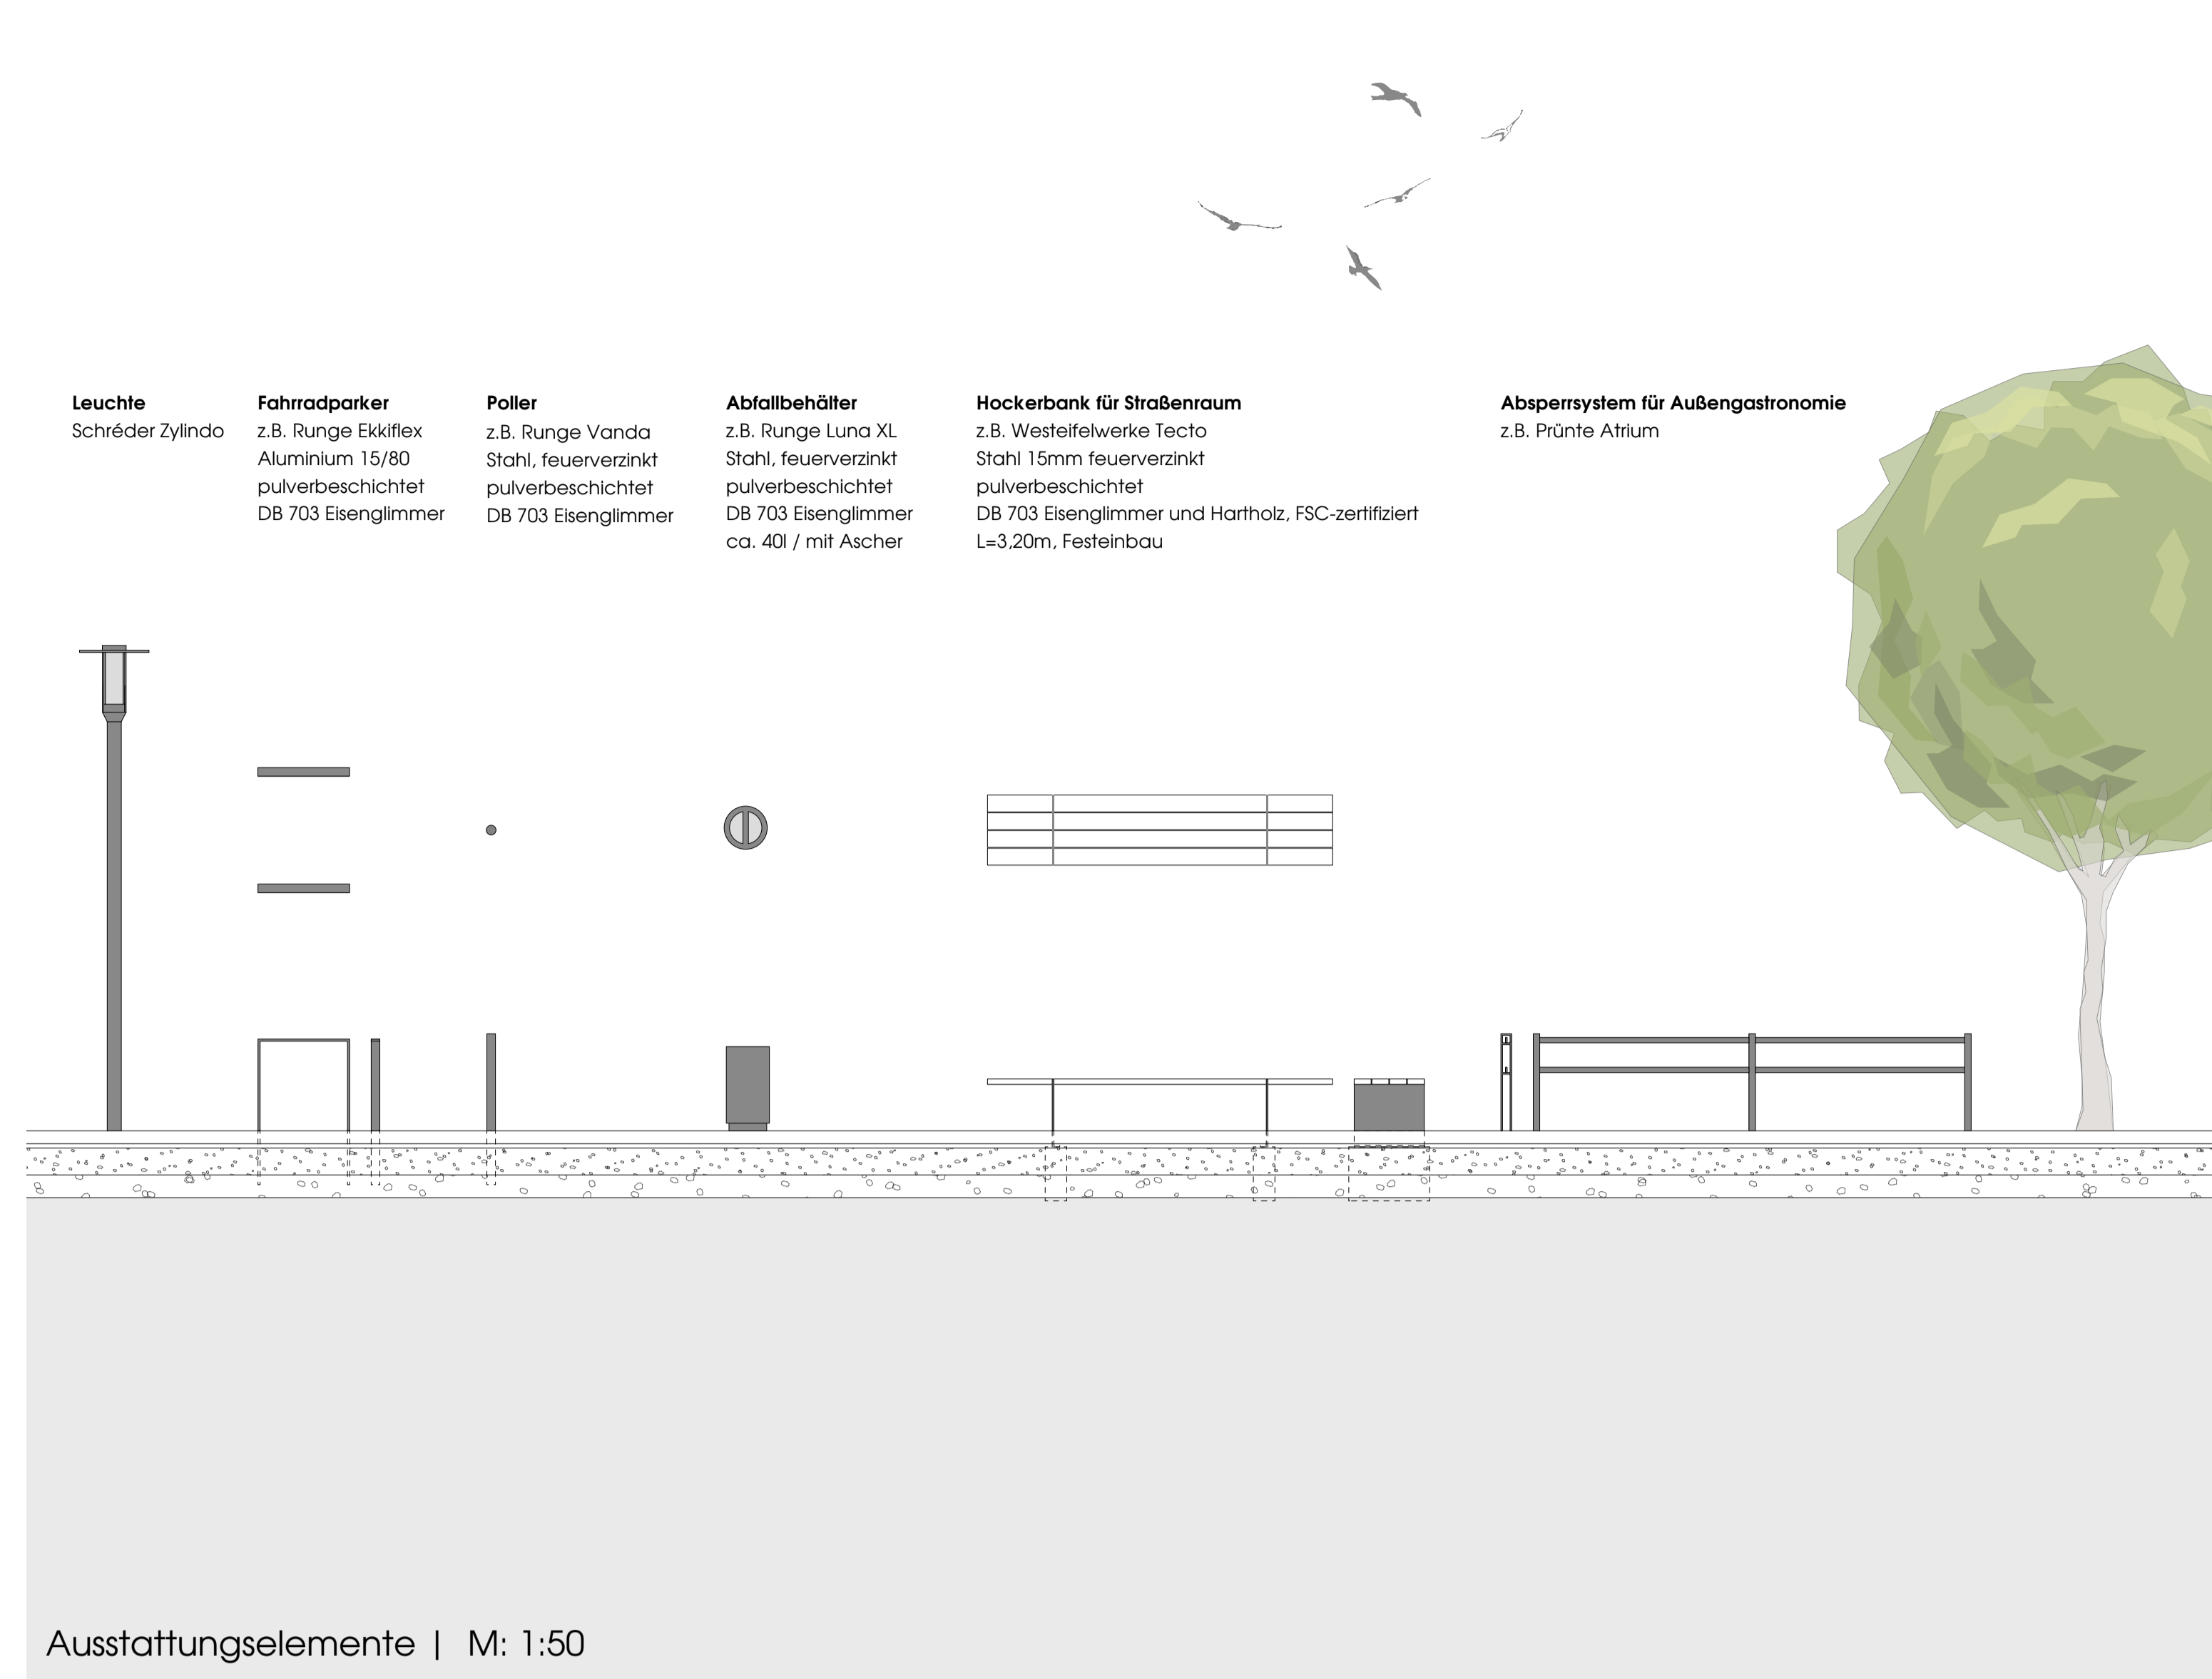 Leuchte
Schréder Zylindo
Fahrradparker
z.B. Runge Ekkiflex
Aluminium 15/80
pulverbeschichtet
DB 703 Eisenglimmer
Poller
z.B. Runge Vanda
Stahl, feuerverzinkt
pulverbeschichtet
DB 703 Eisenglimmer
Abfallbehälter
z.B. Runge Luna XL
Stahl, feuerverzinkt
pulverbeschichtet
DB 703 Eisenglimmer
ca. 40l / mit Ascher
Hockerbank für Straßenraum
z.B. Westeifelwerke Tecto
Stahl 15mm feuerverzinkt
pulverbeschichtet
DB 703 Eisenglimmer und Hartholz, FSC-zertifiziert
L=3,20m, Festeinbau
Absperrsystem für Außengastronomie
z.B. Prünte Atrium
Ausstattungselemente | M: 1:50